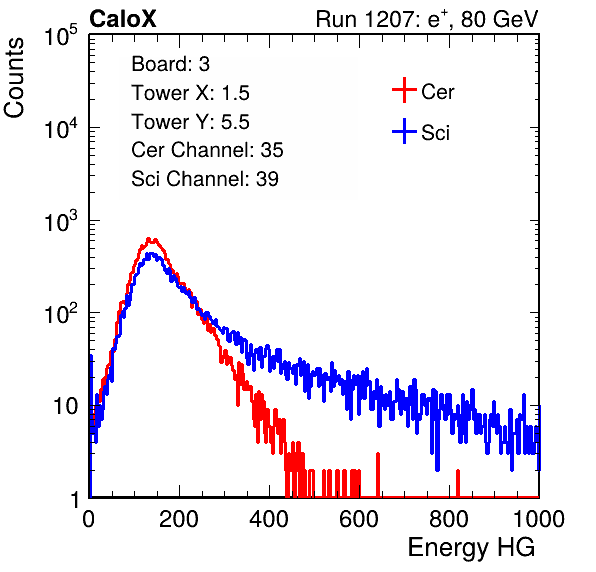 CaloX Run 1207: e⁺, 80 GeV
Counts
10⁵
10⁴
10³
10²
10
1
Board: 3
Tower X: 1.5
Tower Y: 5.5
Cer Channel: 35
Sci Channel: 39
Cer
Sci
0 200 400 600 800 1000
Energy HG